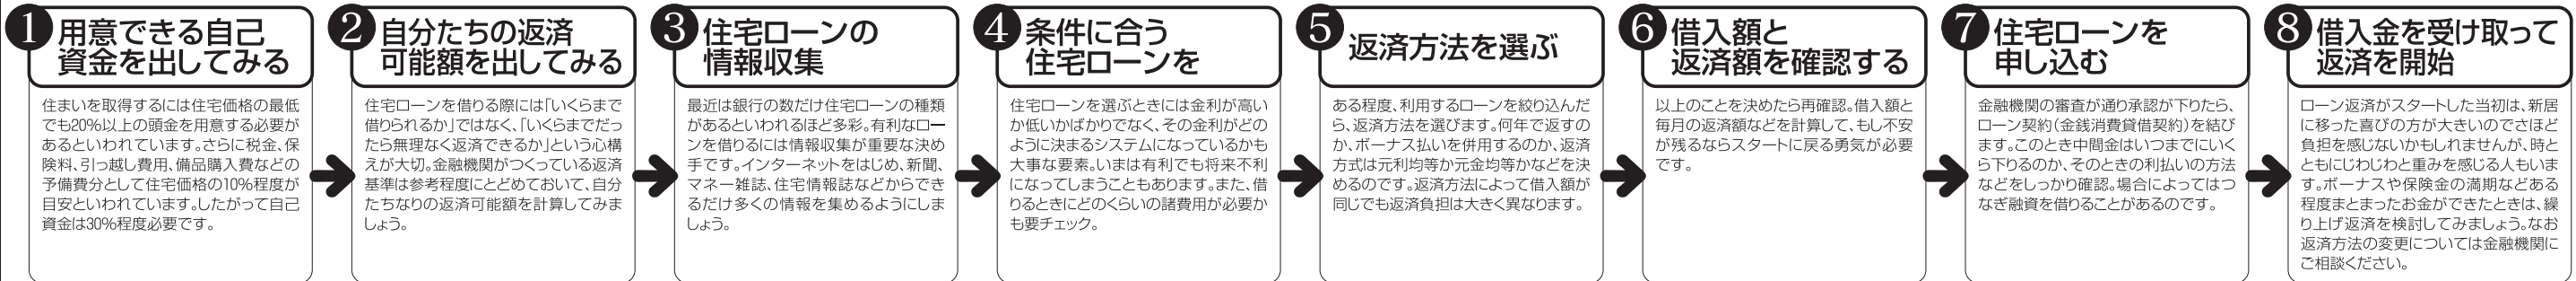 1
用意できる自己
資金を出してみる
住まいを取得するには住宅価格の最低
でも20%以上の頭金を用意する必要が
あるといわれています。さらに税金、保
険料、引っ越し費用、備品購入費などの
予備費分として住宅価格の10%程度が
目安といわれています。したがって自己
資金は30%程度必要です。
2
自分たちの返済
可能額を出してみる
住宅ローンを借りる際には「いくらまで
借りられるか」ではなく、「いくらまでだっ
たら無理なく返済できるか」という心構
えが大切。金融機関がつくっている返済
基準は参考程度にとどめておいて、自分
たちなりの返済可能額を計算してみま
しょう。
3
住宅ローンの
情報収集
最近は銀行の数だけ住宅ローンの種類
があるといわれるほど多彩。有利なロー
ンを借りるには情報収集が重要な決め
手です。インターネットをはじめ、新聞、
マネー雑誌、住宅情報誌などからでき
るだけ多くの情報を集めるようにしま
しょう。
4
条件に合う
住宅ローンを
住宅ローンを選ぶときには金利が高い
か低いかばかりでなく、その金利がどの
ように決まるシステムになっているかも
大事な要素。いまは有利でも将来不利
になってしまうこともあります。また、借
りるときにどのくらいの諸費用が必要か
も要チェック。
5
返済方法を選ぶ
ある程度、利用するローンを絞り込んだ
ら、返済方法を選びます。何年で返すの
か、ボーナス払いを併用するのか、返済
方式は元利均等か元金均等かなどを決
めるのです。返済方法によって借入額が
同じでも返済負担は大きく異なります。
6
借入額と
返済額を確認する
以上のことを決めたら再確認。借入額と
毎月の返済額などを計算して、もし不安
が残るならスタートに戻る勇気が必要
です。
7
住宅ローンを
申し込む
金融機関の審査が通り承認が下りたら、
ローン契約(金銭消費貸借契約)を結び
ます。このとき中間金はいつまでにいく
ら下りるのか、そのときの利払いの方法
などをしっかり確認。場合によってはつ
なぎ融資を借りることがあるのです。
8
借入金を受け取って
返済を開始
ローン返済がスタートした当初は、新居
に移った喜びの方が大きいのでさほど
負担を感じないかもしれませんが、時と
ともにじわじわと重みを感じる人もいま
す。ボーナスや保険金の満期などある
程度まとまったお金ができたときは、繰
り上げ返済を検討してみましょう。なお
返済方法の変更については金融機関に
ご相談ください。